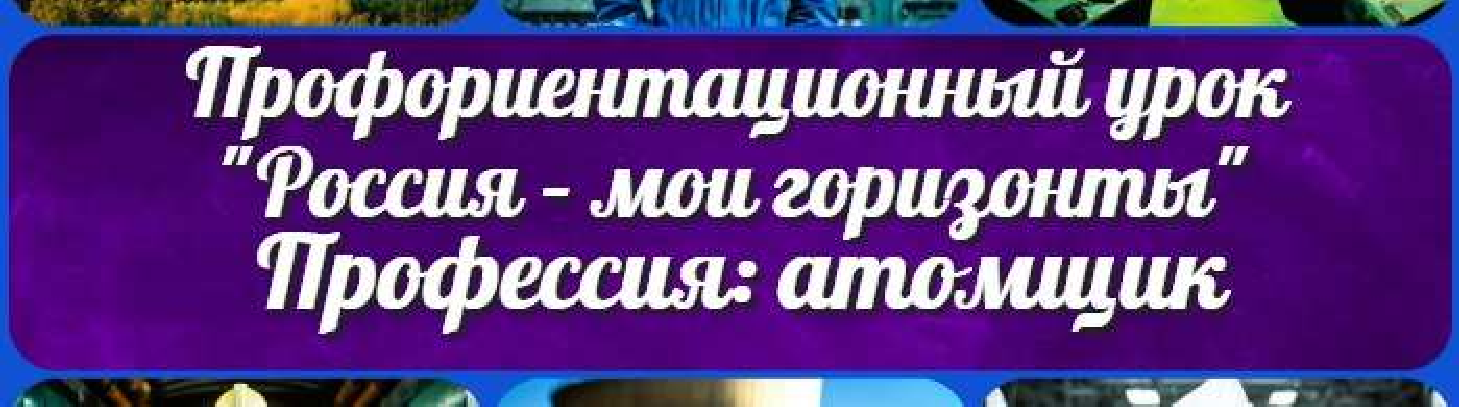 Профориентационный урок
"Россия - мои горизонты"
Профессия: атомщик